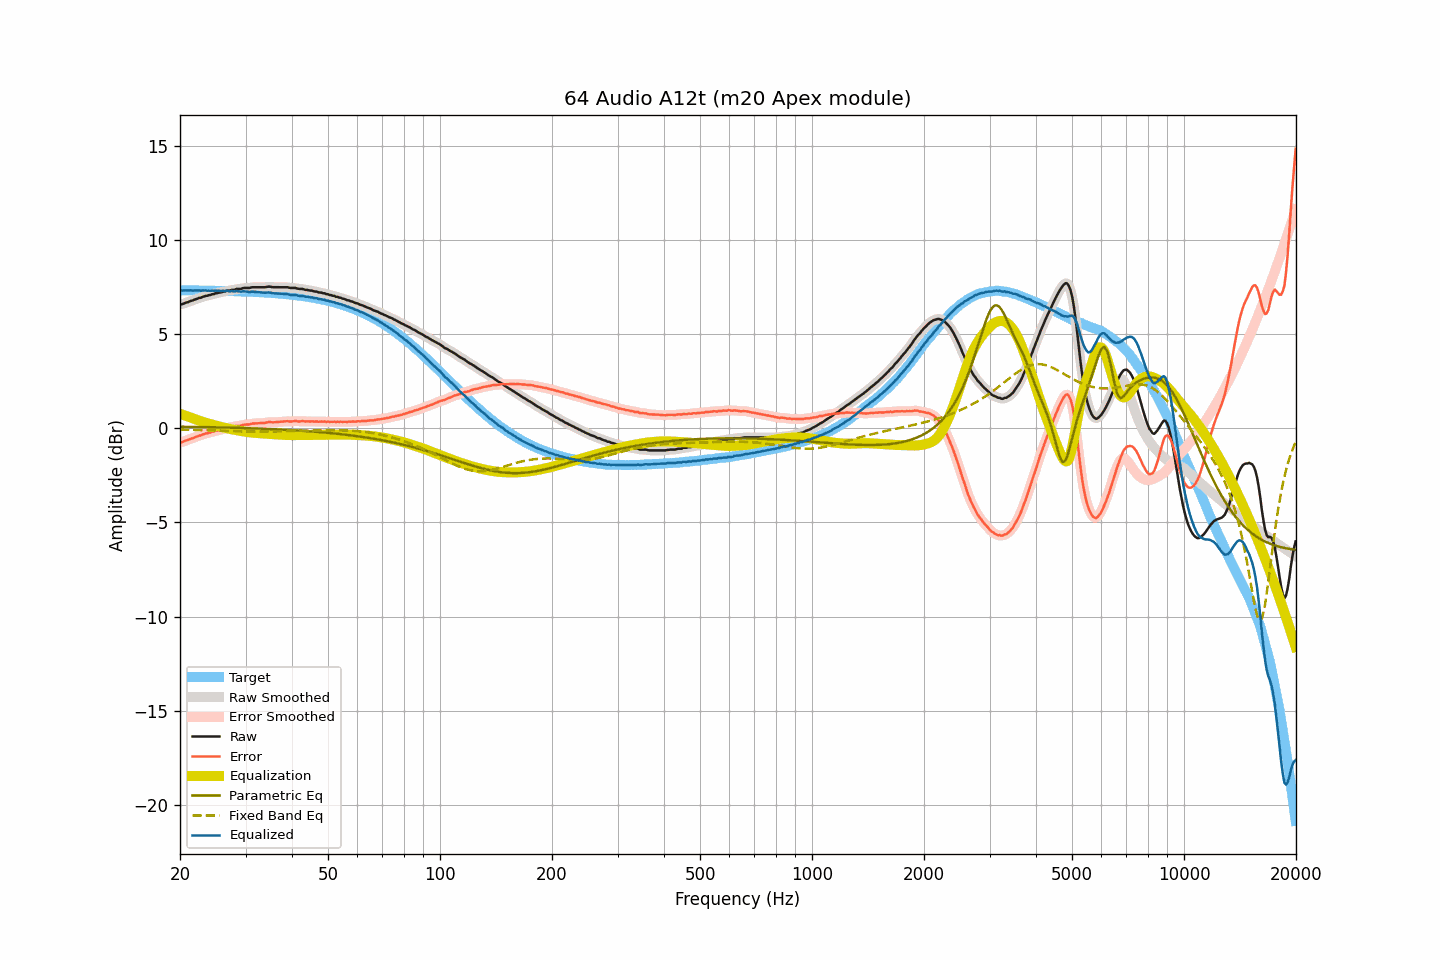 64 Audio A12t (m20 Apex module)
15
10
5
0
−5
−10
−15
−20
Amplitude (dBr)
Target
Raw Smoothed
Error Smoothed
Raw
Error
Equalization
Parametric Eq
Fixed Band Eq
Equalized
20 50 100 200 500 1000 2000 5000 10000 20000
Frequency (Hz)